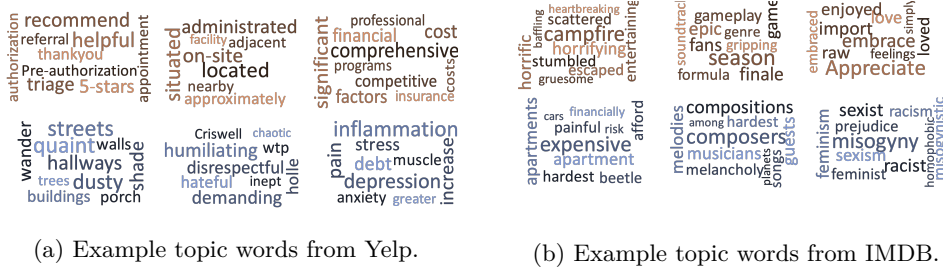 authorization
recommend
referral helpful
thankyou
Pre-authorization
triage 5-stars
appointment
situated
administrated
facility adjacent
on-site
located
nearby
approximately
significant
professional
financial cost
comprehensive
programs
competitive
factors insurance
costs
wander
streets
quaint walls
hallways
trees dusty
buildings porch
shade
Criswell chaotic
humiliating wtp
disrespectful
hateful inept
demanding
holle
inflammation
pain
stress
debt muscle
depression
anxiety greater
increase
(a) Example topic words from Yelp.
horrific
baffling
heartbreaking
scattered
campfire
horrifying
stumbled
escaped
gruesome
entertaining
soundtrack
gameplay
epic genre
fans gripping
season
formula finale
game
embraced
enjoyed
import love
embrace
raw feelings
Appreciate
simply
loved
apartments
cars financially
painful risk
expensive
apartment
hardest beetle
afford
melodies
compositions
among hardest
composers
musicians
melancholy
planets
songs
guests
feminism
sexist racism
prejudice
misogyny
sexism
racist
feminist
homophobic
(b) Example topic words from IMDB.